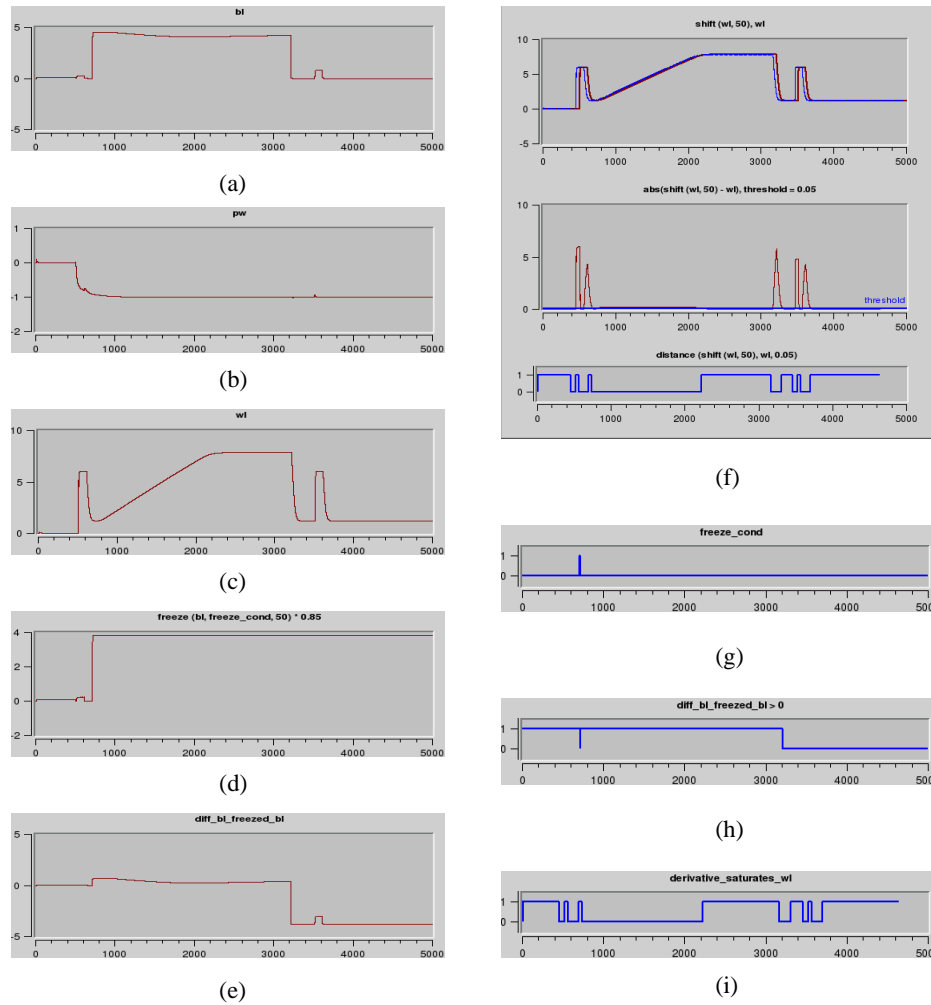 bl
5
0
-5
0 1000 2000 3000 4000 5000
(a)
pw
1
0
-1
-2
0 1000 2000 3000 4000 5000
(b)
wl
10
5
0
0 1000 2000 3000 4000 5000
(c)
freeze (bl, freeze_cond, 50) * 0.85
4
2
0
-2
0 1000 2000 3000 4000 5000
(d)
diff_bl_freezed_bl
5
0
-5
0 1000 2000 3000 4000 5000
(e)
shift (wl, 50), wl
10
5
0
-5
0 1000 2000 3000 4000 5000
abs(shift (wl, 50) - wl), threshold = 0.05
10
5
0
threshold
0 1000 2000 3000 4000 5000
distance (shift (wl, 50), wl, 0.05)
1
0
0 1000 2000 3000 4000 5000
(f)
freeze_cond
1
0
0 1000 2000 3000 4000 500
(g)
diff_bl_freezed_bl > 0
1
0
0 1000 2000 3000 4000 500
(h)
derivative_saturates_wl
1
0
0 1000 2000 3000 4000 500
(i)